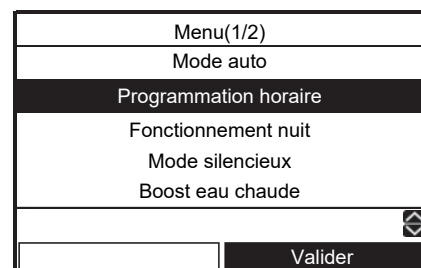 Menu(1/2)
Mode auto
Programmation horaire
Fonctionnement nuit
Mode silencieux
Boost eau chaude
Valider